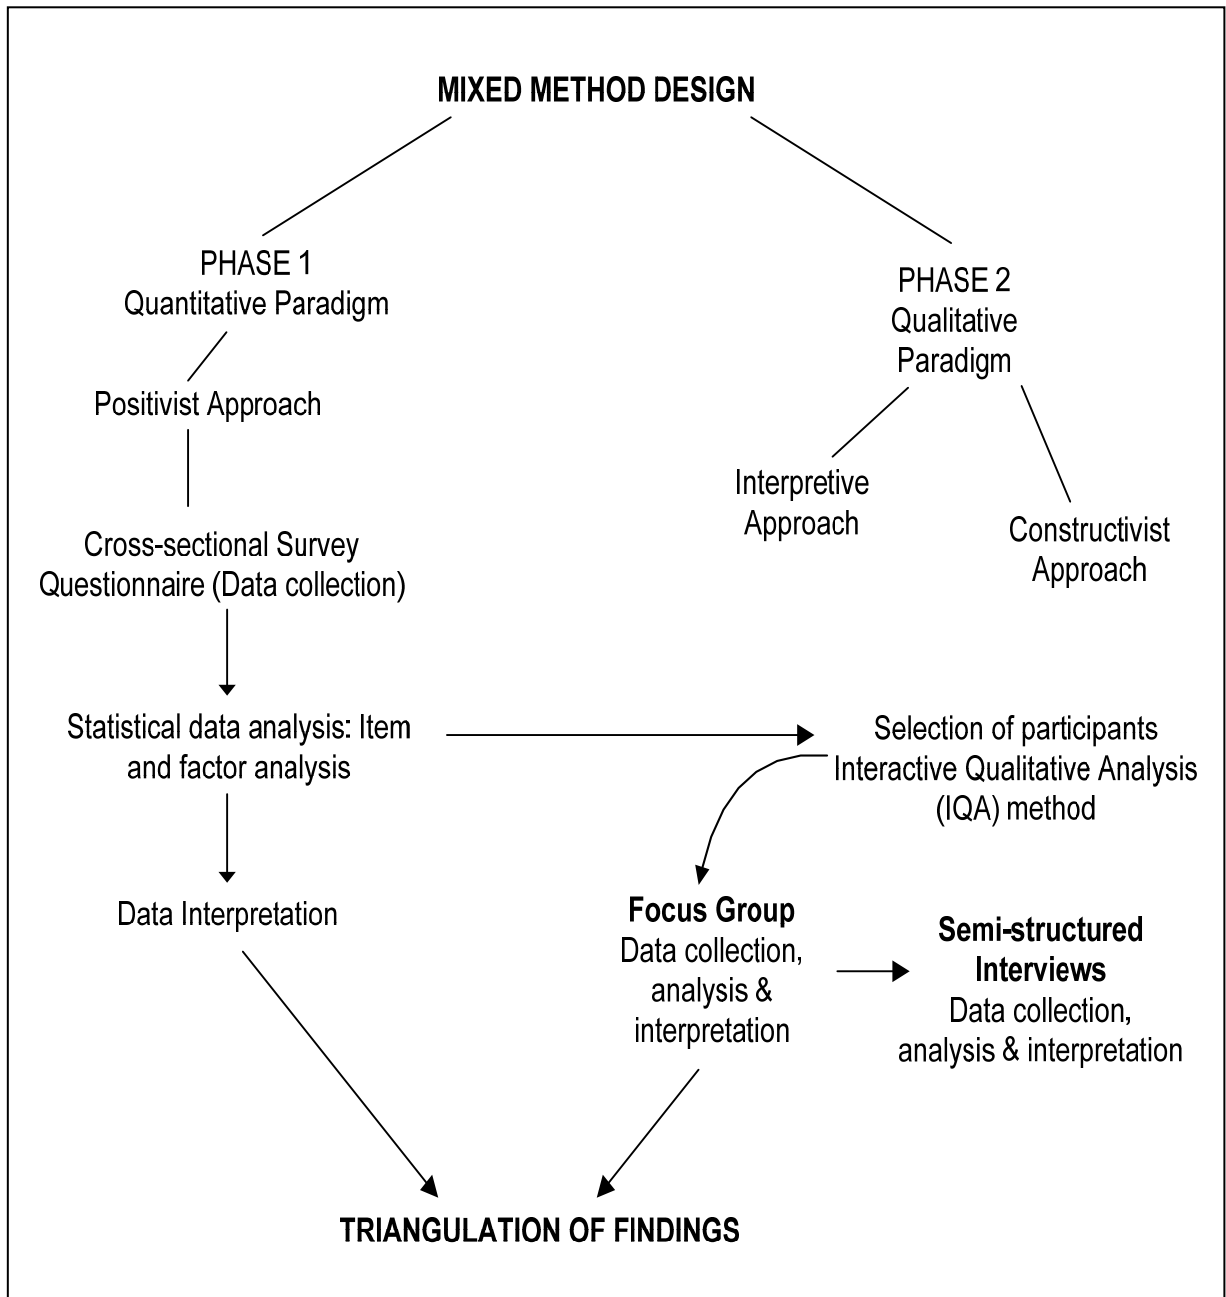 MIXED METHOD DESIGN
PHASE 1
Quantitative Paradigm
Positivist Approach
Cross-sectional Survey
Questionnaire (Data collection)
Statistical data analysis: Item
and factor analysis
Data Interpretation
PHASE 2
Qualitative
Paradigm
Interpretive
Approach
Constructivist
Approach
Selection of participants
Interactive Qualitative Analysis
(IQA) method
Focus Group
Data collection,
analysis &
interpretation
Semi-structured
Interviews
Data collection,
analysis & interpretation
TRIANGULATION OF FINDINGS